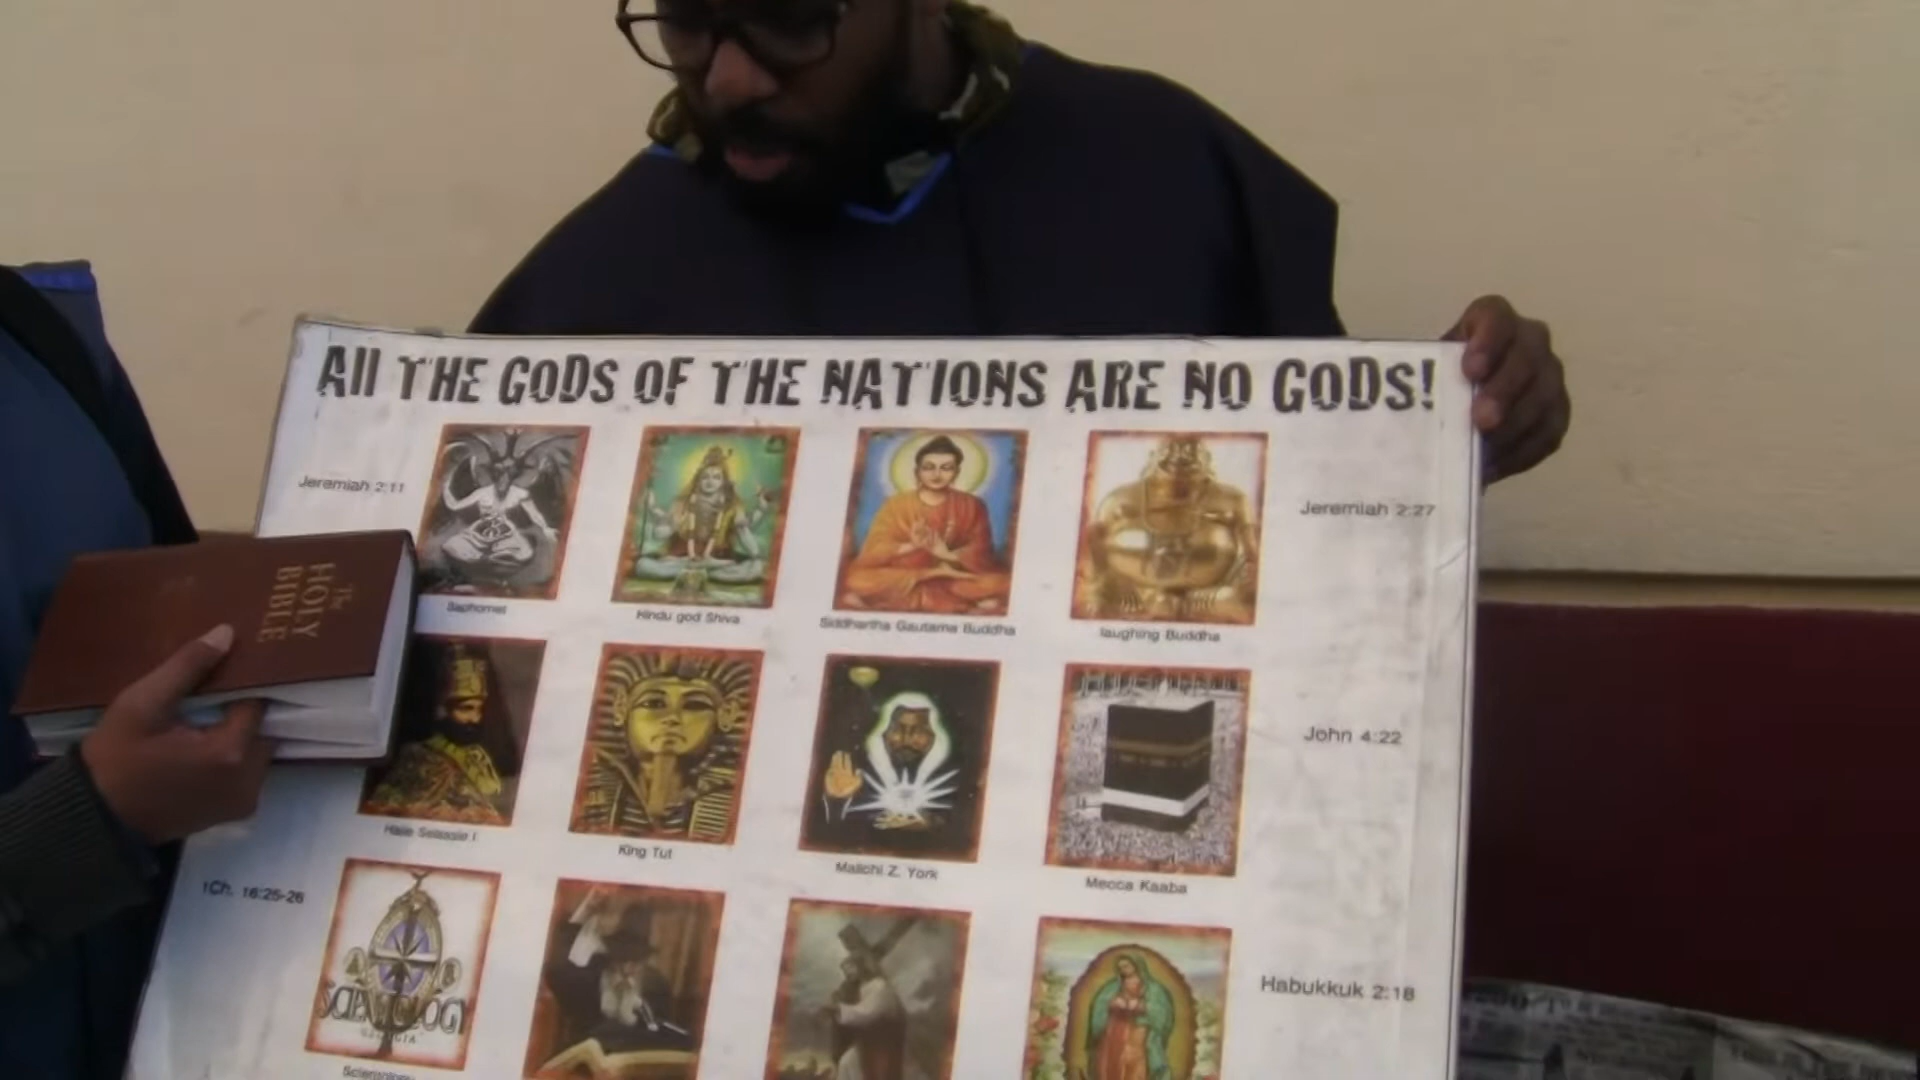 All THE GODS OF THE NATIONS ARE NO GODS!
Jeremiah 2:11
Jeremiah 2:27
Baphomet
Hindu god Shiva
Siddhartha Gautama Buddha
laughing Buddha
The
HOLY
BIBLE
John 4:22
Haile Selassie I
King Tut
Malichi Z. York
Mecca Kaaba
1Ch. 16:25-26
SCIENTOLOGY
Habukkuk 2:18
Scientology